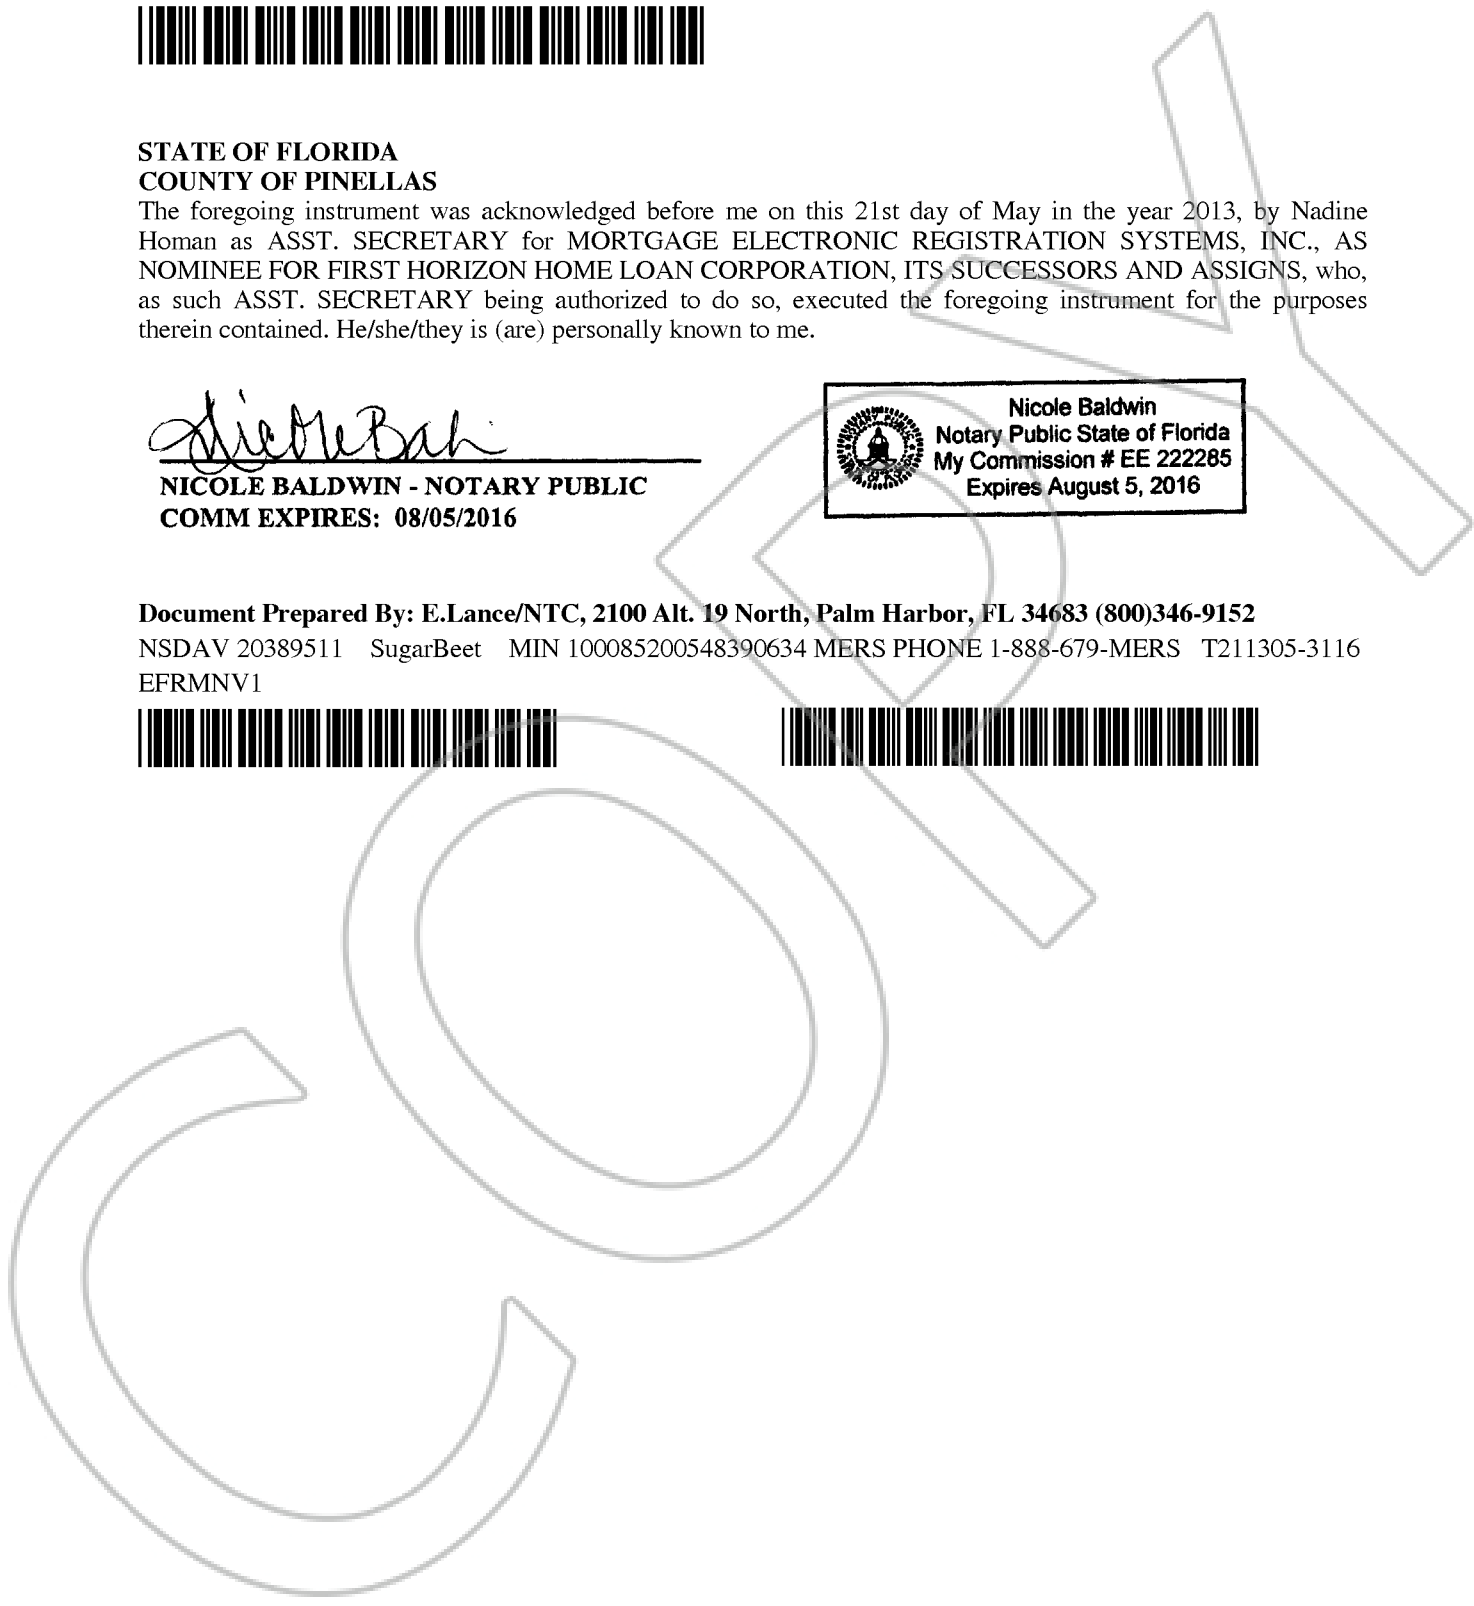 STATE OF FLORIDA
COUNTY OF PINELLAS
The foregoing instrument was acknowledged before me on this 21st day of May in the year 2013, by Nadine
Homan as ASST. SECRETARY for MORTGAGE ELECTRONIC REGISTRATION SYSTEMS, INC., AS
NOMINEE FOR FIRST HORIZON HOME LOAN CORPORATION, ITS SUCCESSORS AND ASSIGNS, who,
as such ASST. SECRETARY being authorized to do so, executed the foregoing instrument for the purposes
therein contained. He/she/they is (are) personally known to me.
NICOLE BALDWIN - NOTARY PUBLIC
COMM EXPIRES: 08/05/2016
Nicole Baldwin
Notary Public State of Florida
My Commission # EE 222285
Expires August 5, 2016
Document Prepared By: E.Lance/NTC, 2100 Alt. 19 North, Palm Harbor, FL 34683 (800)346-9152
NSDAV 20389511 SugarBeet MIN 100085200548390634 MERS PHONE 1-888-679-MERS T211305-3116
EFRMNV1
COPY